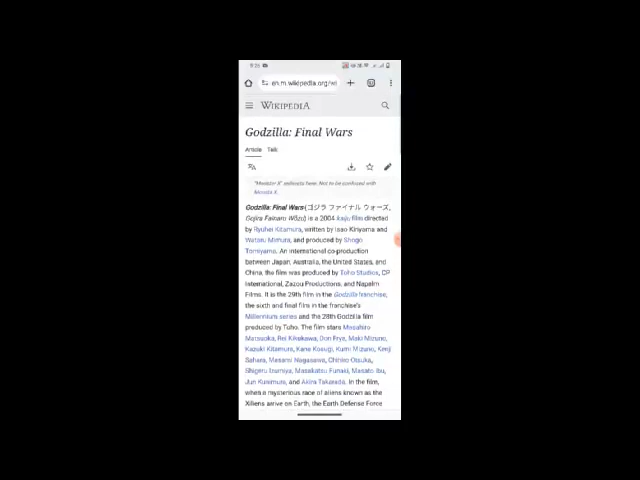 en.m.wikipedia.org/wi
WIKIPEDIA
Godzilla: Final Wars
Article Talk
"Monster X" redirects here. Not to be confused with
Godzilla: Final Wars (ゴジラ ファイナル ウォーズ,
Gojira Fainaru Wōzu) is a 2004 kaiju film directed
by Ryuhei Kitamura, written by Isao Kiriyama and
Wataru Mimura, and produced by Shogo
Tomiyama. An international co-production
between Japan, Australia, the United States, and
China, the film was produced by Toho Studios, CP
International, Zazou Productions, and Napalm
Films. It is the 29th film in the Godzilla franchise,
the sixth and final film in the franchise's
Millennium series and the 28th Godzilla film
produced by Toho. The film stars Masahiro
Matsuoka, Rei Kikukawa, Don Frye, Maki Mizuno,
Kazuki Kitamura, Kane Kosugi, Kumi Mizuno, Kenji
Sahara, Masami Nagasawa, Chihiro Otsuka,
Shigeru Izumiya, Masakatsu Funaki, Masato Ibu,
Jun Kunimura, and Akira Takarada. In the film,
when a mysterious race of aliens known as the
Xiliens arrive on Earth, the Earth Defense Force